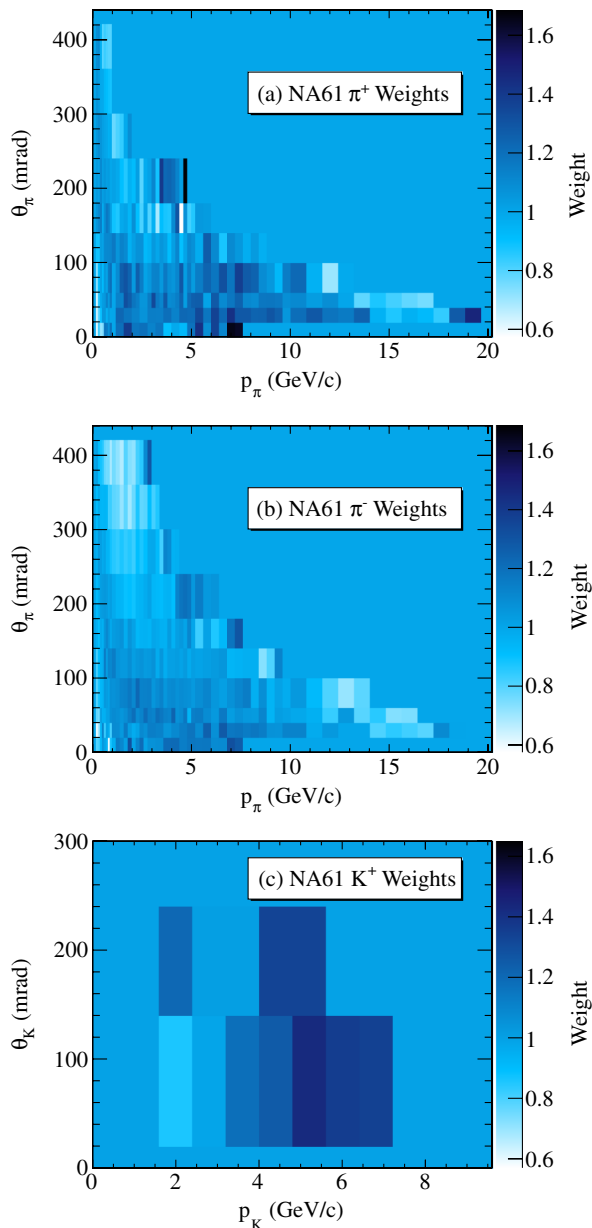 400
300
200
100
0
θπ (mrad)
(a) NA61 π⁺ Weights
1.6
1.4
1.2
1
0.8
0.6
Weight
0 5 10 15 20
pπ (GeV/c)
400
300
200
100
0
θπ (mrad)
(b) NA61 π⁻ Weights
1.6
1.4
1.2
1
0.8
0.6
Weight
0 5 10 15 20
pπ (GeV/c)
300
200
100
0
θK (mrad)
(c) NA61 K⁺ Weights
1.6
1.4
1.2
1
0.8
0.6
Weight
0 2 4 6 8
pK (GeV/c)